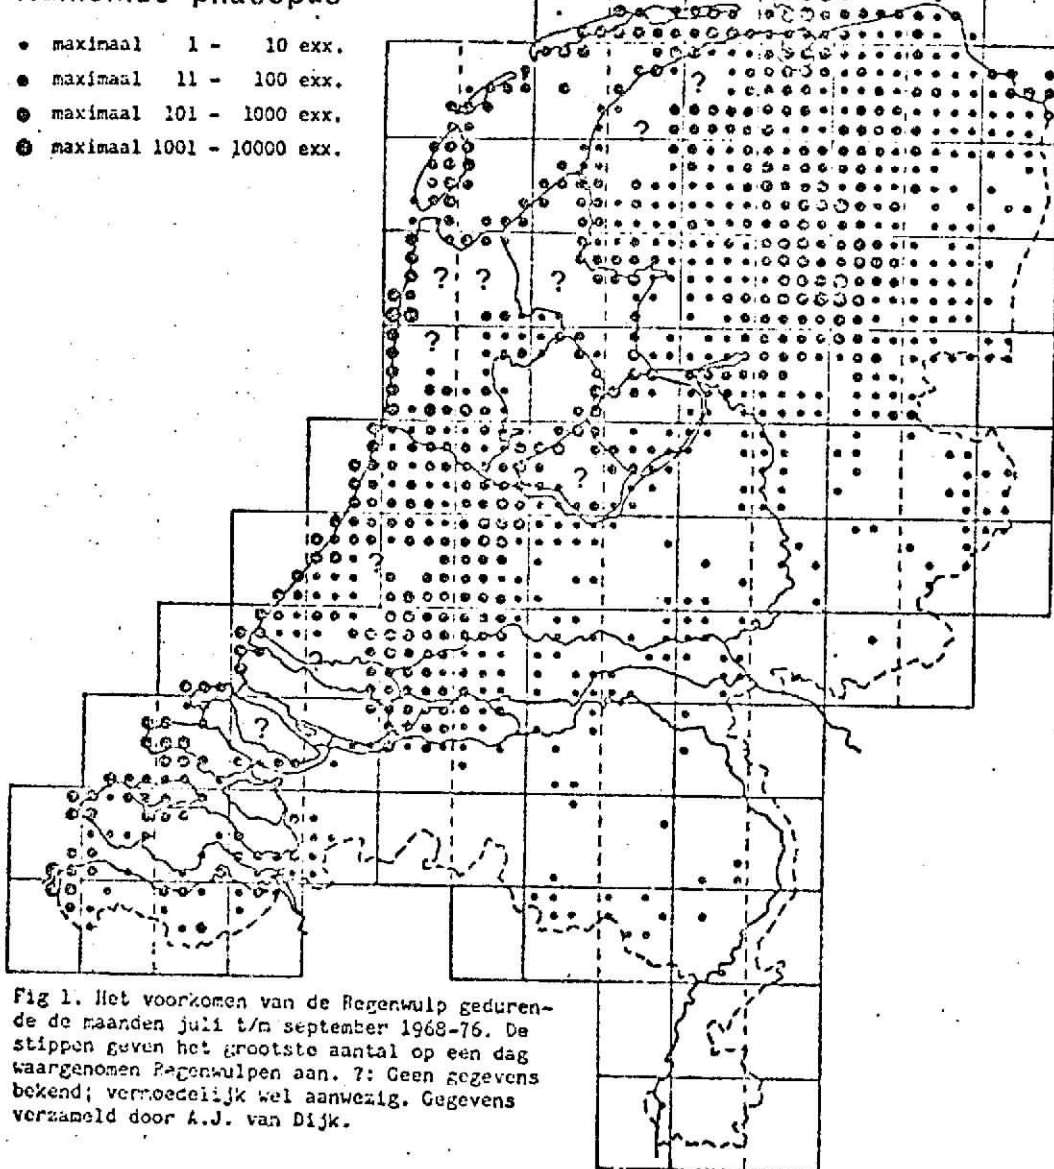 phaeopus
• maximaal 1 - 10 exx.
• maximaal 11 - 100 exx.
maximaal 101 - 1000 exx.
maximaal 1001 - 10000 exx.
?
?
? ? ?
?
?
?
?
?
Fig 1. Het voorkomen van de Regenwulp geduren-
de de maanden juli t/m september 1968-76. De
stippen geven het grootste aantal op een dag
waargenomen Regenwulpen aan. ?: Geen gegevens
bekend; vermoedelijk wel aanwezig. Gegevens
verzameld door A.J. van Dijk.